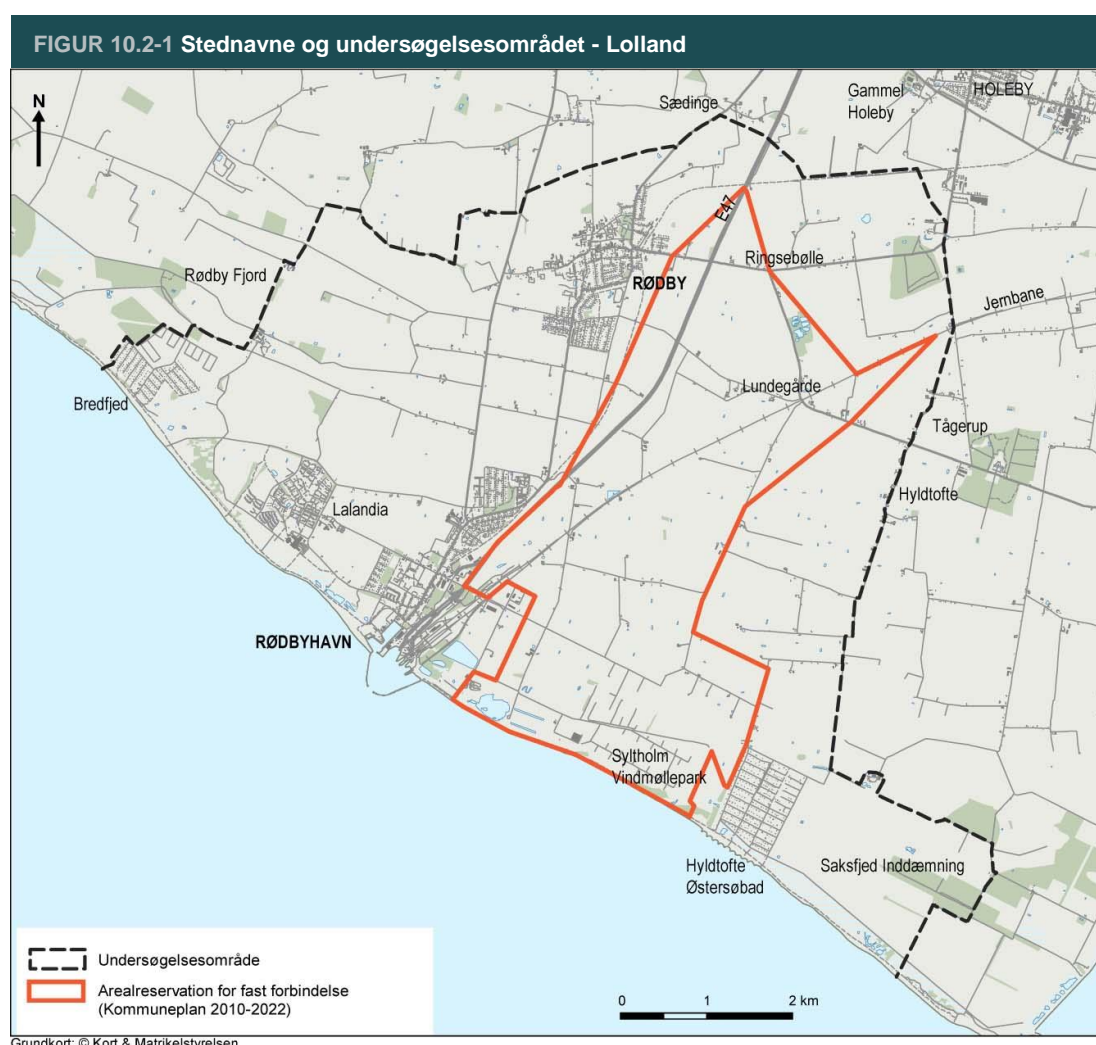 FIGUR 10.2-1 Stednavne og undersøgelsesområdet - Lolland
N
Sædinge
Gammel
Holeby
HOLEBY
E47
Rødby Fjord
RØDBY
Ringsebølle
Jernbane
Bredfjed
Lundegårde
Tågerup
Hyldtofte
Lalandia
RØDBYHAVN
Syltholm
Vindmøllepark
Hyldtofte
Østersøbad
Saksfjed Inddæmning
Undersøgelsesområde
Arealreservation for fast forbindelse
(Kommuneplan 2010-2022)
0 1 2 km
Grundkort: © Kort & Matrikelstyrelsen